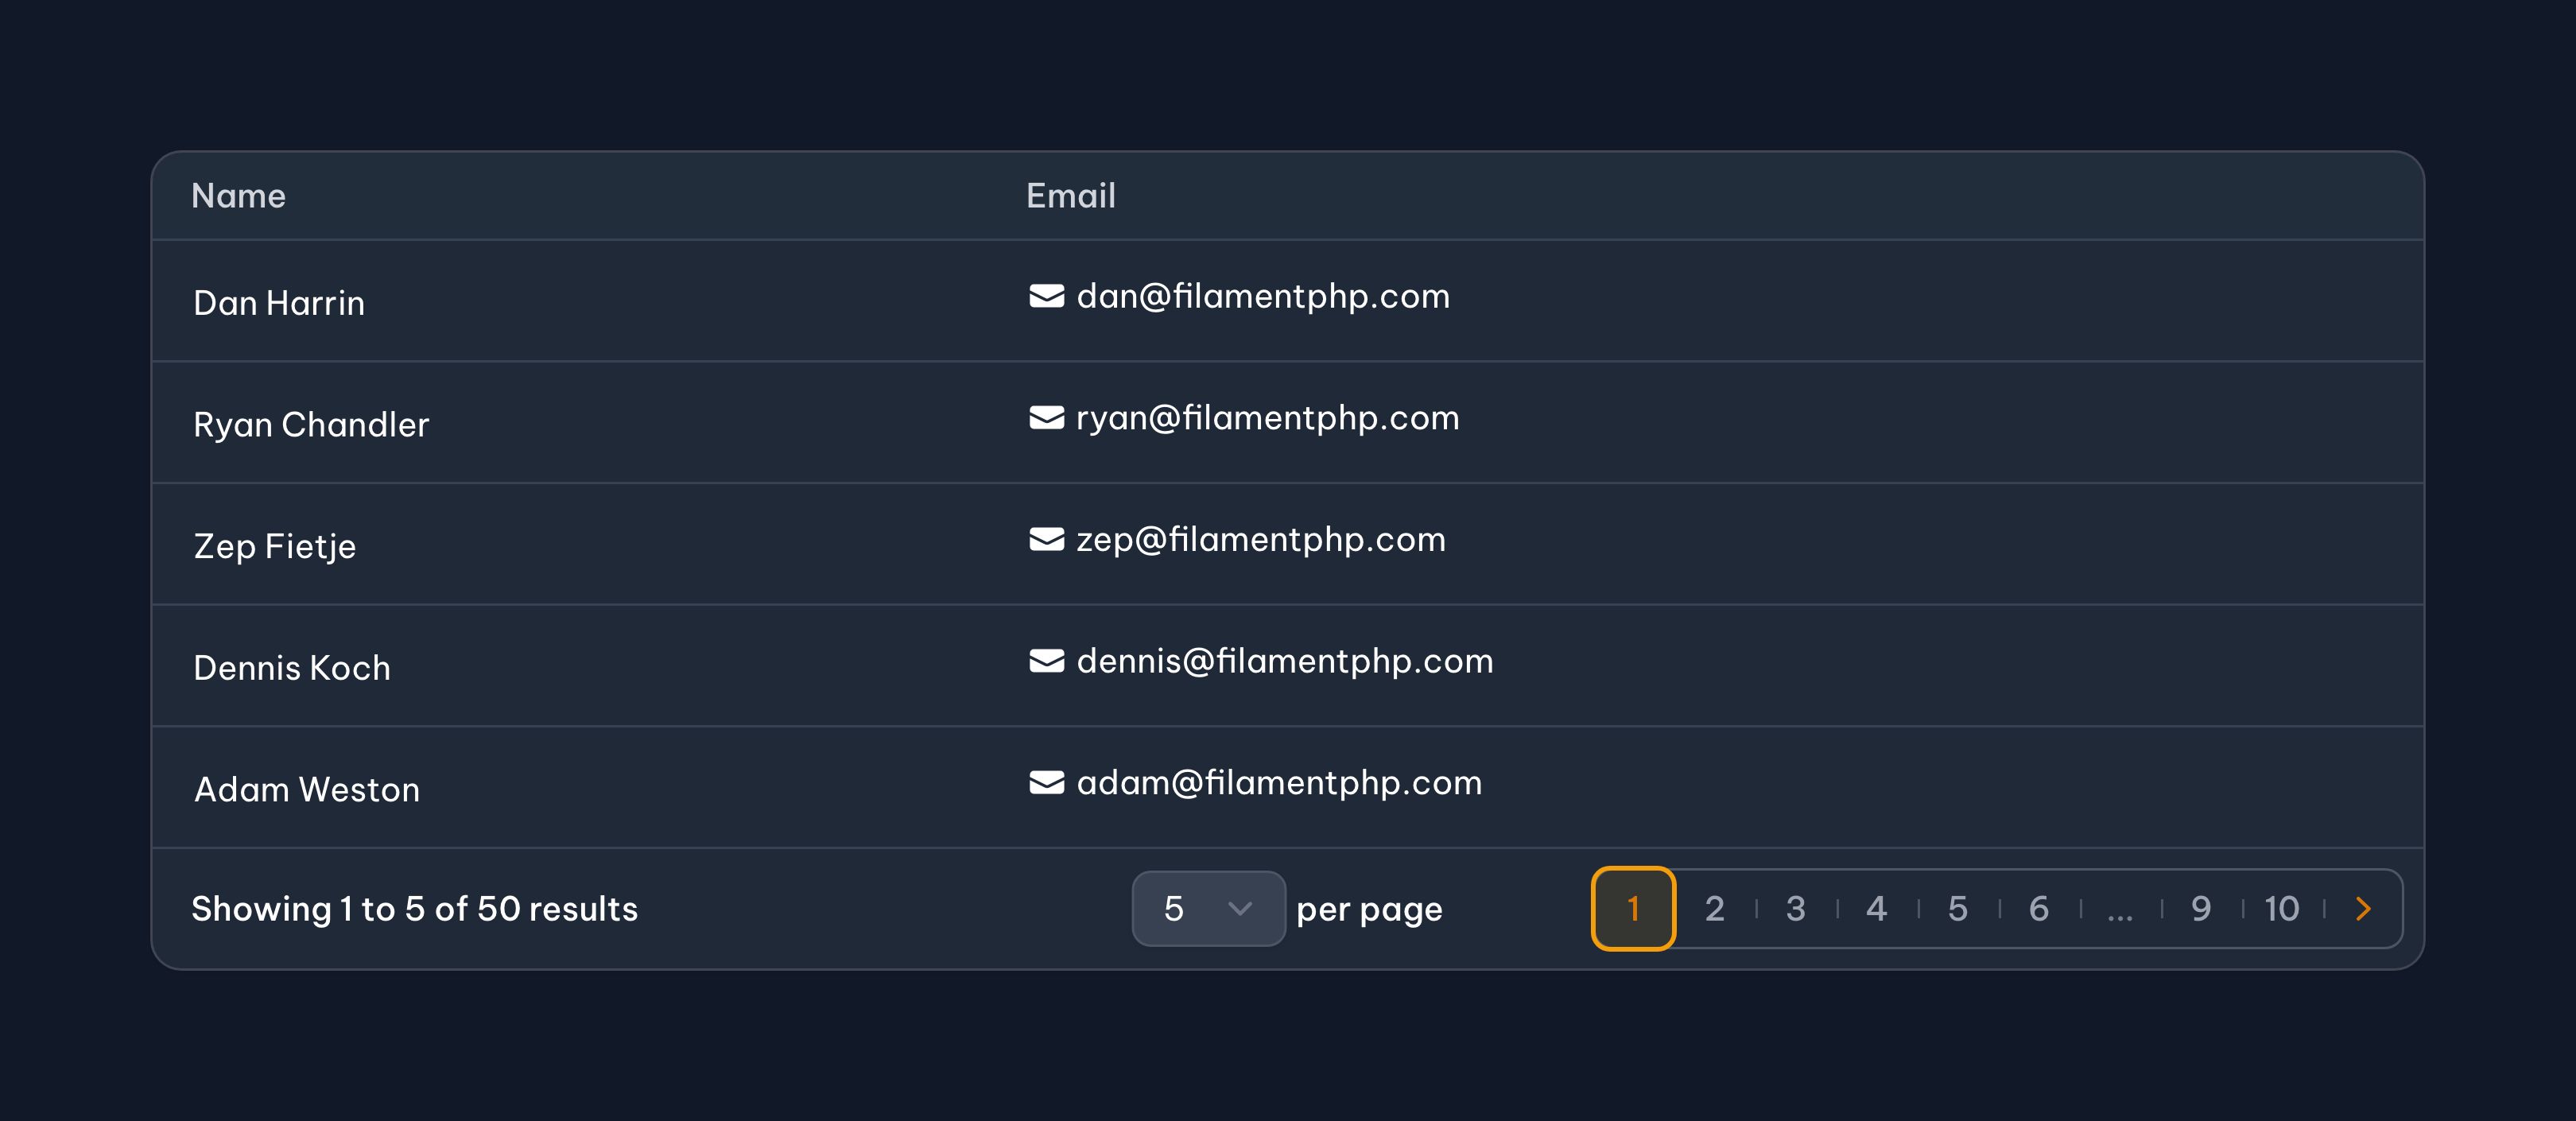 Name Email
Dan Harrin dan@filamentphp.com
Ryan Chandler ryan@filamentphp.com
Zep Fietje zep@filamentphp.com
Dennis Koch dennis@filamentphp.com
Adam Weston adam@filamentphp.com
Showing 1 to 5 of 50 results 5 per page 1 2 3 4 5 6 ... 9 10